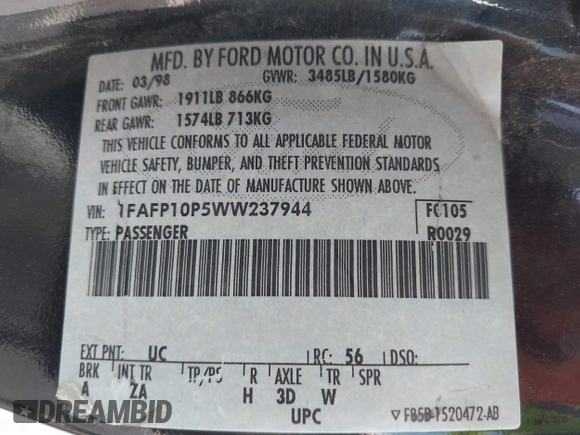 MFD. BY FORD MOTOR CO. IN U.S.A.
DATE: 03/98 GVWR: 3485LB/1580KG
FRONT GAWR: 1911LB 866KG
REAR GAWR: 1574LB 713KG
THIS VEHICLE CONFORMS TO ALL APPLICABLE FEDERAL MOTOR
VEHICLE SAFETY, BUMPER, AND THEFT PREVENTION STANDARDS
IN EFFECT ON THE DATE OF MANUFACTURE SHOWN ABOVE.
VIN: 1FAFP10P5WW237944 F0105
TYPE: PASSENGER R0029
EXT PNT: UC RC: 56 DSO:
BRK INT TR TP/PS R AXLE TR SPR
A ZA H 3D W
UPC F85B-1520472-AB
DREAMBID